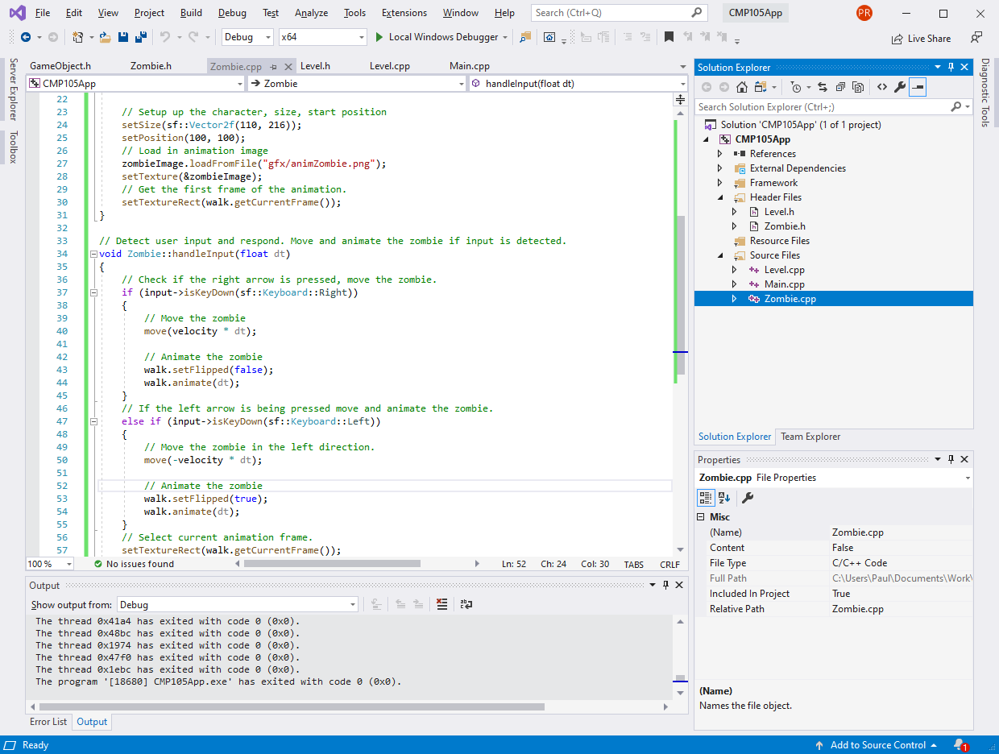 File Edit View Project Build Debug Test Analyze Tools Extensions Window Help Search (Ctrl+Q) CMP105App PR
Debug x64 Local Windows Debugger Live Share
Server Explorer
Toolbox
GameObject.h Zombie.h Zombie.cpp Level.h Level.cpp Main.cpp
CMP105App Zombie handleInput(float dt)
22
23 // Setup up the character, size, start position
24 setSize(sf::Vector2f(110, 216));
25 setPosition(100, 100);
26 // Load in animation image
27 zombieImage.loadFromFile("gfx/animZombie.png");
28 setTexture(&zombieImage);
29 // Get the first frame of the animation.
30 setTextureRect(walk.getCurrentFrame());
31 }
32
33 // Detect user input and respond. Move and animate the zombie if input is detected.
34 void Zombie::handleInput(float dt)
35 {
36 // Check if the right arrow is pressed, move the zombie.
37 if (input->isKeyDown(sf::Keyboard::Right))
38 {
39 // Move the zombie
40 move(velocity * dt);
41
42 // Animate the zombie
43 walk.setFlipped(false);
44 walk.animate(dt);
45 }
46 // If the left arrow is being pressed move and animate the zombie.
47 else if (input->isKeyDown(sf::Keyboard::Left))
48 {
49 // Move the zombie in the left direction.
50 move(-velocity * dt);
51
52 // Animate the zombie
53 walk.setFlipped(true);
54 walk.animate(dt);
55 }
56 // Select current animation frame.
57 setTextureRect(walk.getCurrentFrame());
100 % No issues found Ln: 52 Ch: 24 Col: 30 TABS CRLF
Output
Show output from: Debug
The thread 0x41a4 has exited with code 0 (0x0).
The thread 0x48bc has exited with code 0 (0x0).
The thread 0x1974 has exited with code 0 (0x0).
The thread 0x47f0 has exited with code 0 (0x0).
The thread 0x1ebc has exited with code 0 (0x0).
The program '[18680] CMP105App.exe' has exited with code 0 (0x0).
Error List Output
Solution Explorer
Search Solution Explorer (Ctrl+;)
Solution 'CMP105App' (1 of 1 project)
CMP105App
References
External Dependencies
Framework
Header Files
Level.h
Zombie.h
Resource Files
Source Files
Level.cpp
Main.cpp
Zombie.cpp
Solution Explorer Team Explorer
Properties
Zombie.cpp File Properties
Misc
(Name) Zombie.cpp
Content False
File Type C/C++ Code
Full Path C:\Users\Paul\Documents\Work\
Included In Project True
Relative Path Zombie.cpp
(Name)
Names the file object.
Diagnostic Tools
Ready Add to Source Control 1